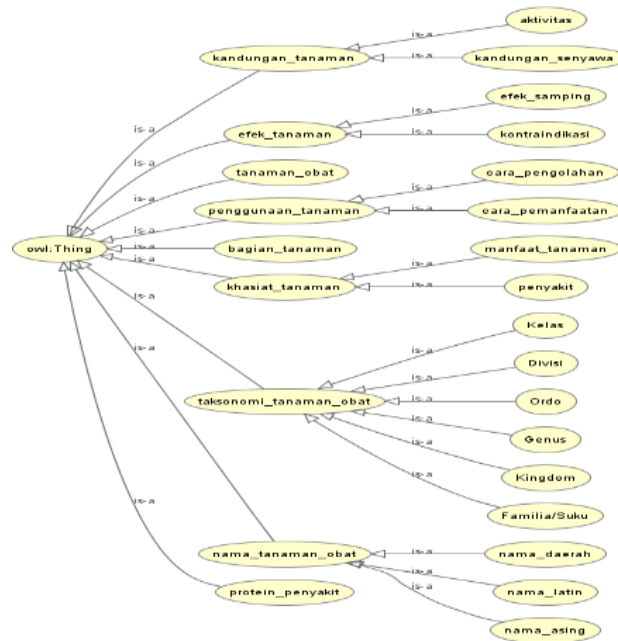 aktivitas
is-a
kandungan_tanaman
is-a
kandungan_senyawa
efek_samping
is-a
is-a
efek_tanaman
is-a
kontraindikasi
is-a
tanaman_obat
cara_pengolahan
is-a
is-a
penggunaan_tanaman
is-a
cara_pemanfaatan
is-a
owl:Thing
is-a
bagian_tanaman
manfaat_tanaman
is-a
is-a
khasiat_tanaman
is-a
penyakit
is-a
Kelas
is-a
is-a
Divisi
is-a
taksonomi_tanaman_obat
is-a
Ordo
is-a
Genus
is-a
Kingdom
is-a
is-a
Familia/Suku
nama_tanaman_obat
is-a
nama_daerah
is-a
protein_penyakit
is-a
nama_latin
is-a
nama_asing